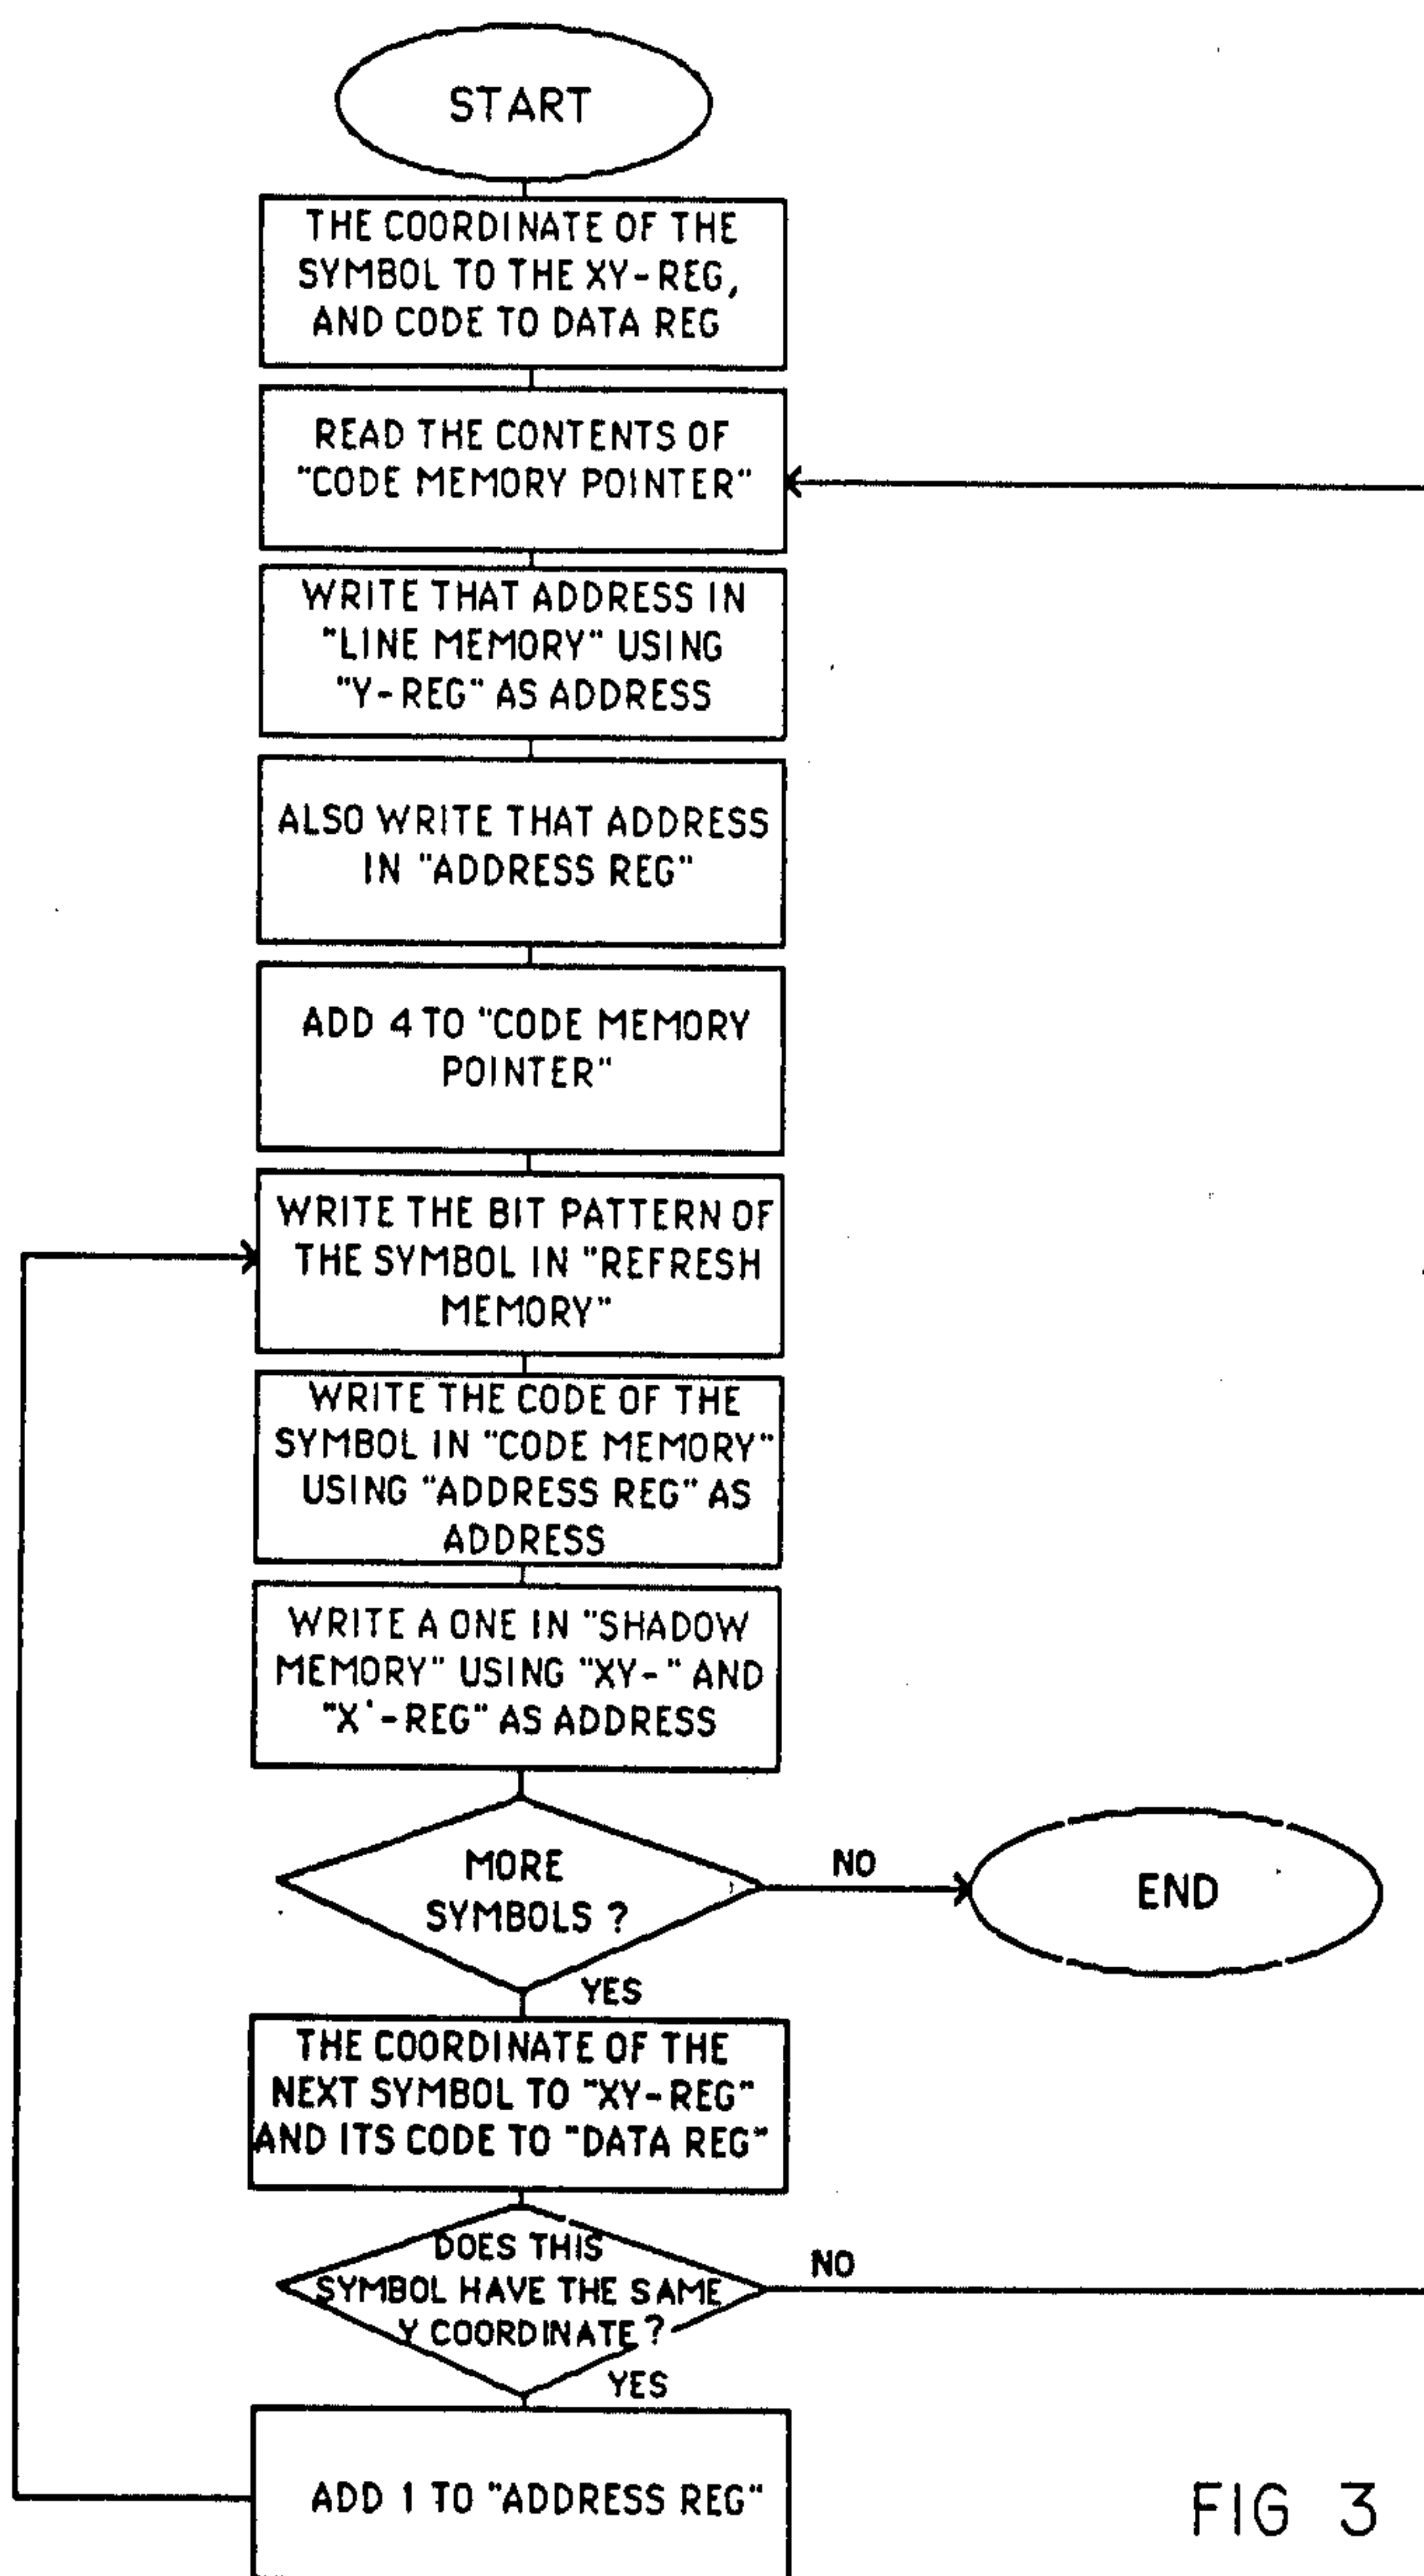 START
THE COORDINATE OF THE
SYMBOL TO THE XY-REG,
AND CODE TO DATA REG
READ THE CONTENTS OF
"CODE MEMORY POINTER"
WRITE THAT ADDRESS IN
"LINE MEMORY" USING
"Y-REG" AS ADDRESS
ALSO WRITE THAT ADDRESS
IN "ADDRESS REG"
ADD 4 TO "CODE MEMORY
POINTER"
WRITE THE BIT PATTERN OF
THE SYMBOL IN "REFRESH
MEMORY"
WRITE THE CODE OF THE
SYMBOL IN "CODE MEMORY"
USING "ADDRESS REG" AS
ADDRESS
WRITE A ONE IN "SHADOW
MEMORY" USING "XY-" AND
"X'-REG" AS ADDRESS
MORE
SYMBOLS ?
NO
END
YES
THE COORDINATE OF THE
NEXT SYMBOL TO "XY-REG"
AND ITS CODE TO "DATA REG"
DOES THIS
SYMBOL HAVE THE SAME
Y COORDINATE?
NO
YES
ADD 1 TO "ADDRESS REG"
FIG 3